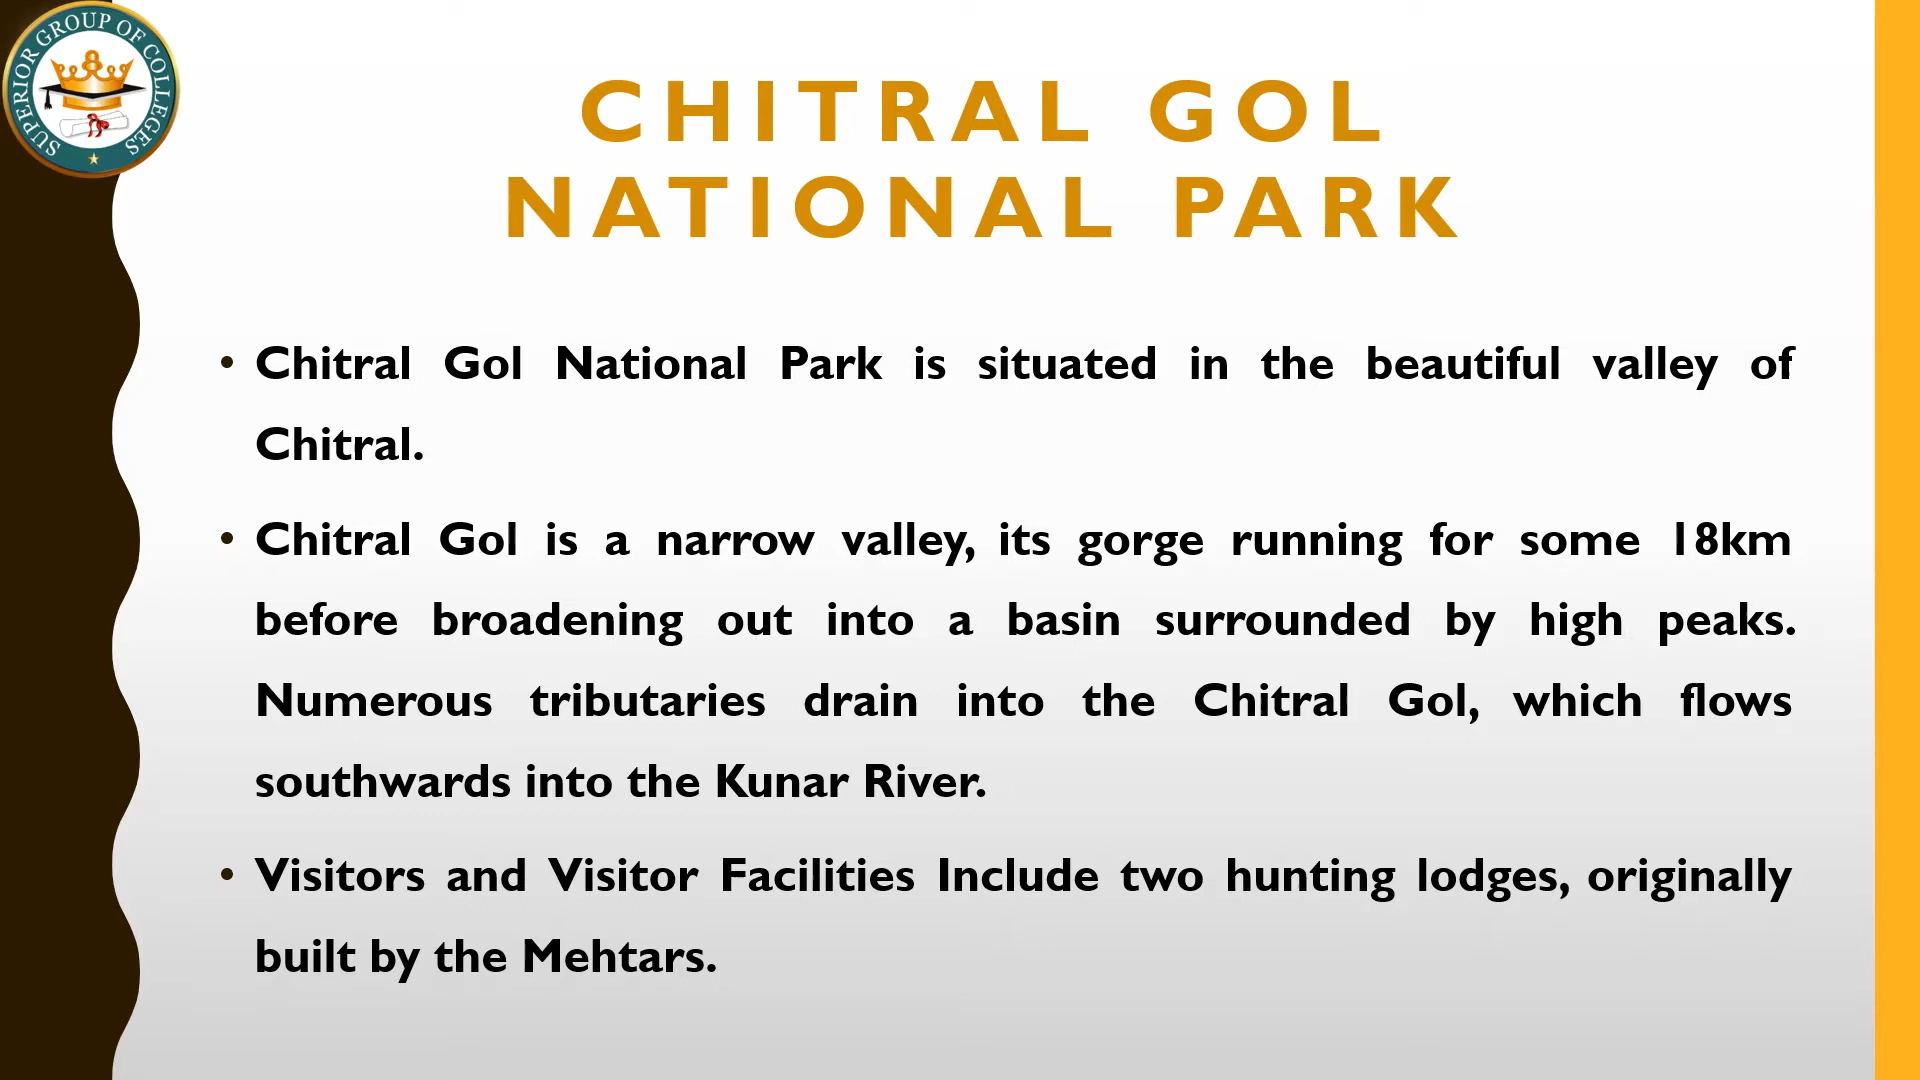 SUPERIOR GROUP OF COLLEGES
CHITRAL GOL
NATIONAL PARK
• Chitral Gol National Park is situated in the beautiful valley of
Chitral.
• Chitral Gol is a narrow valley, its gorge running for some 18km
before broadening out into a basin surrounded by high peaks.
Numerous tributaries drain into the Chitral Gol, which flows
southwards into the Kunar River.
• Visitors and Visitor Facilities Include two hunting lodges, originally
built by the Mehtars.